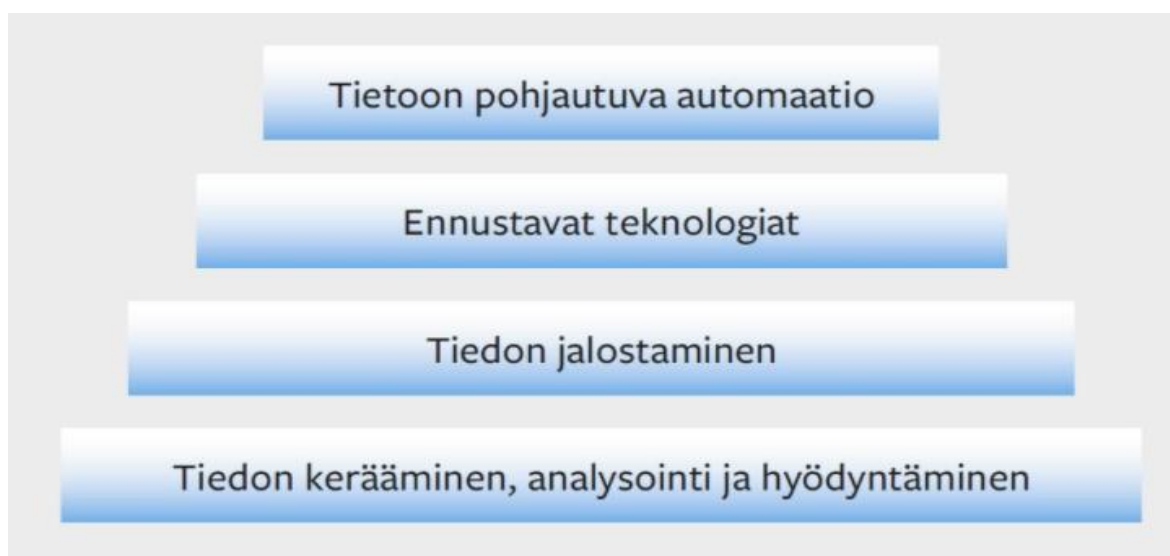 Tietoon pohjautuva automaatio
Ennustavat teknologiat
Tiedon jalostaminen
Tiedon kerääminen, analysointi ja hyödyntäminen